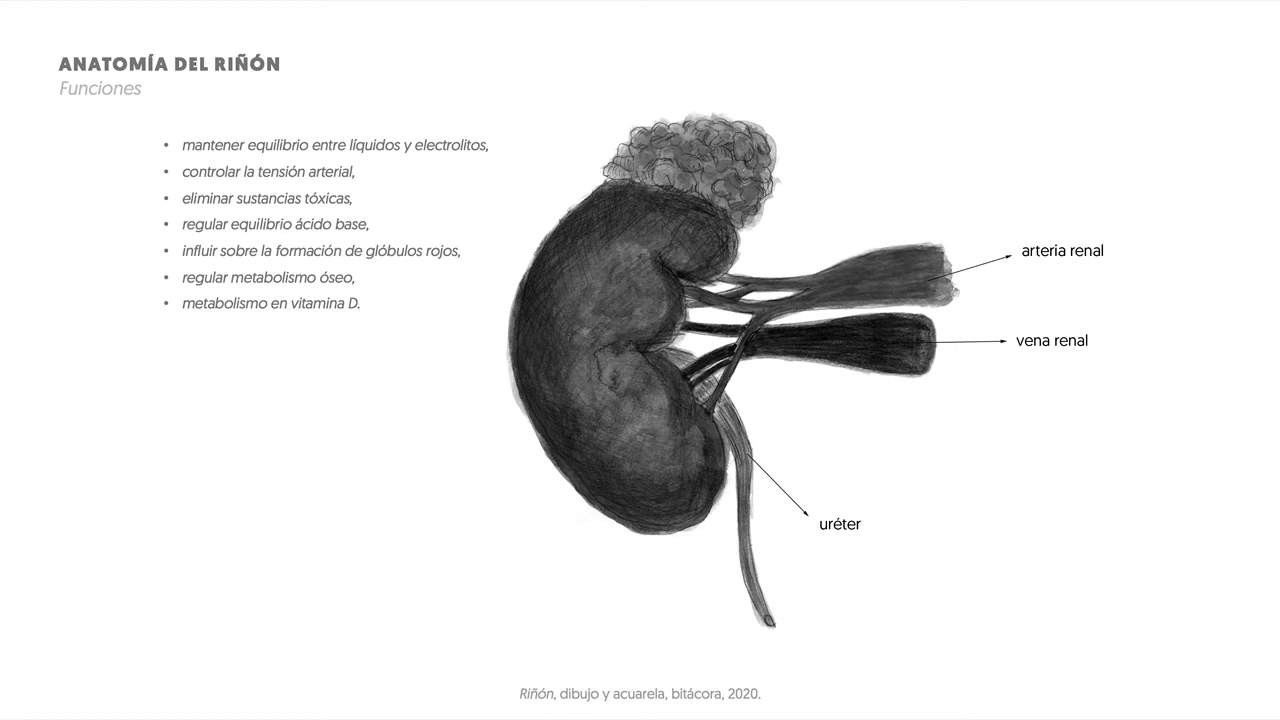 ANATOMÍA DEL RIÑÓN
Funciones
• mantener equilibrio entre líquidos y electrolitos,
• controlar la tensión arterial,
• eliminar sustancias tóxicas,
• regular equilibrio ácido base,
• influir sobre la formación de glóbulos rojos,
• regular metabolismo óseo,
• metabolismo en vitamina D.
arteria renal
vena renal
uréter
Riñón, dibujo y acuarela, bitácora, 2020.